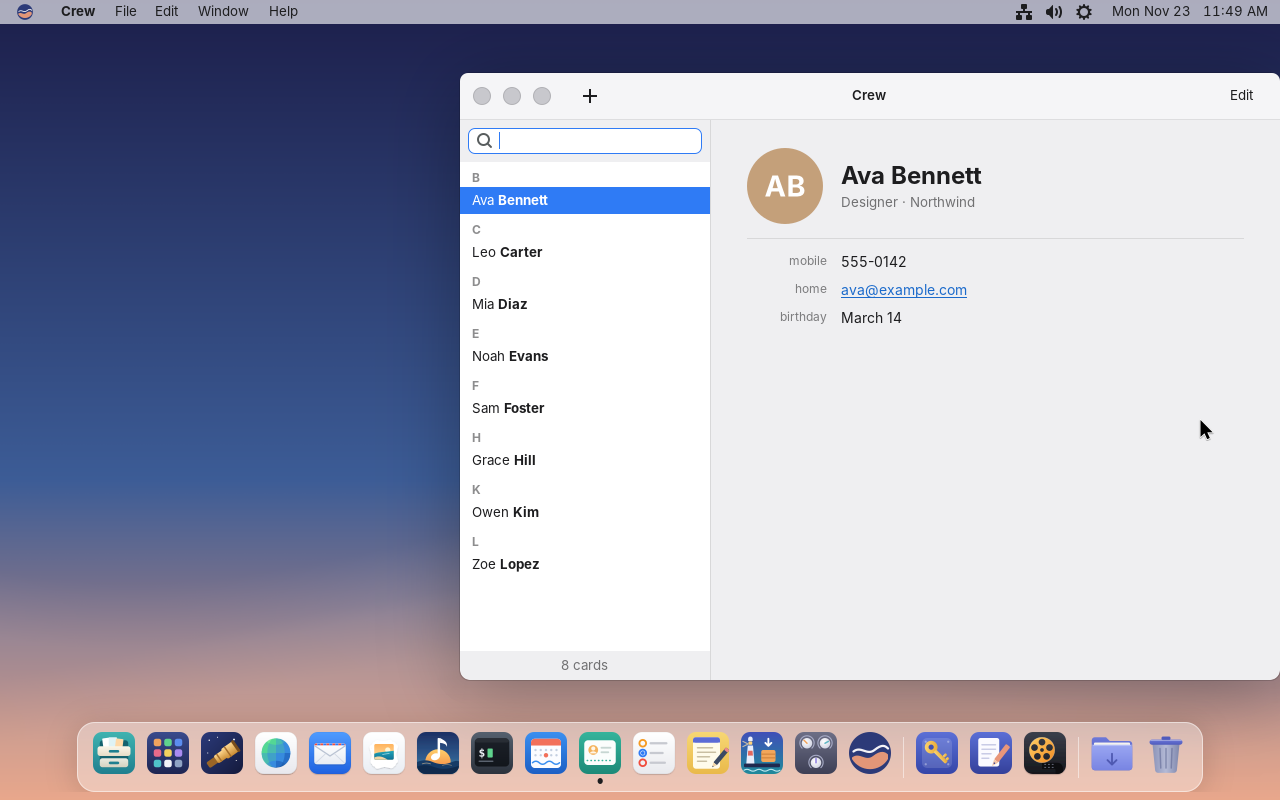 Crew File Edit Window Help Mon Nov 23 11:49 AM
Crew Edit
B
Ava Bennett
C
Leo Carter
D
Mia Diaz
E
Noah Evans
F
Sam Foster
H
Grace Hill
K
Owen Kim
L
Zoe Lopez
8 cards
AB
Ava Bennett
Designer · Northwind
mobile 555-0142
home ava@example.com
birthday March 14
$